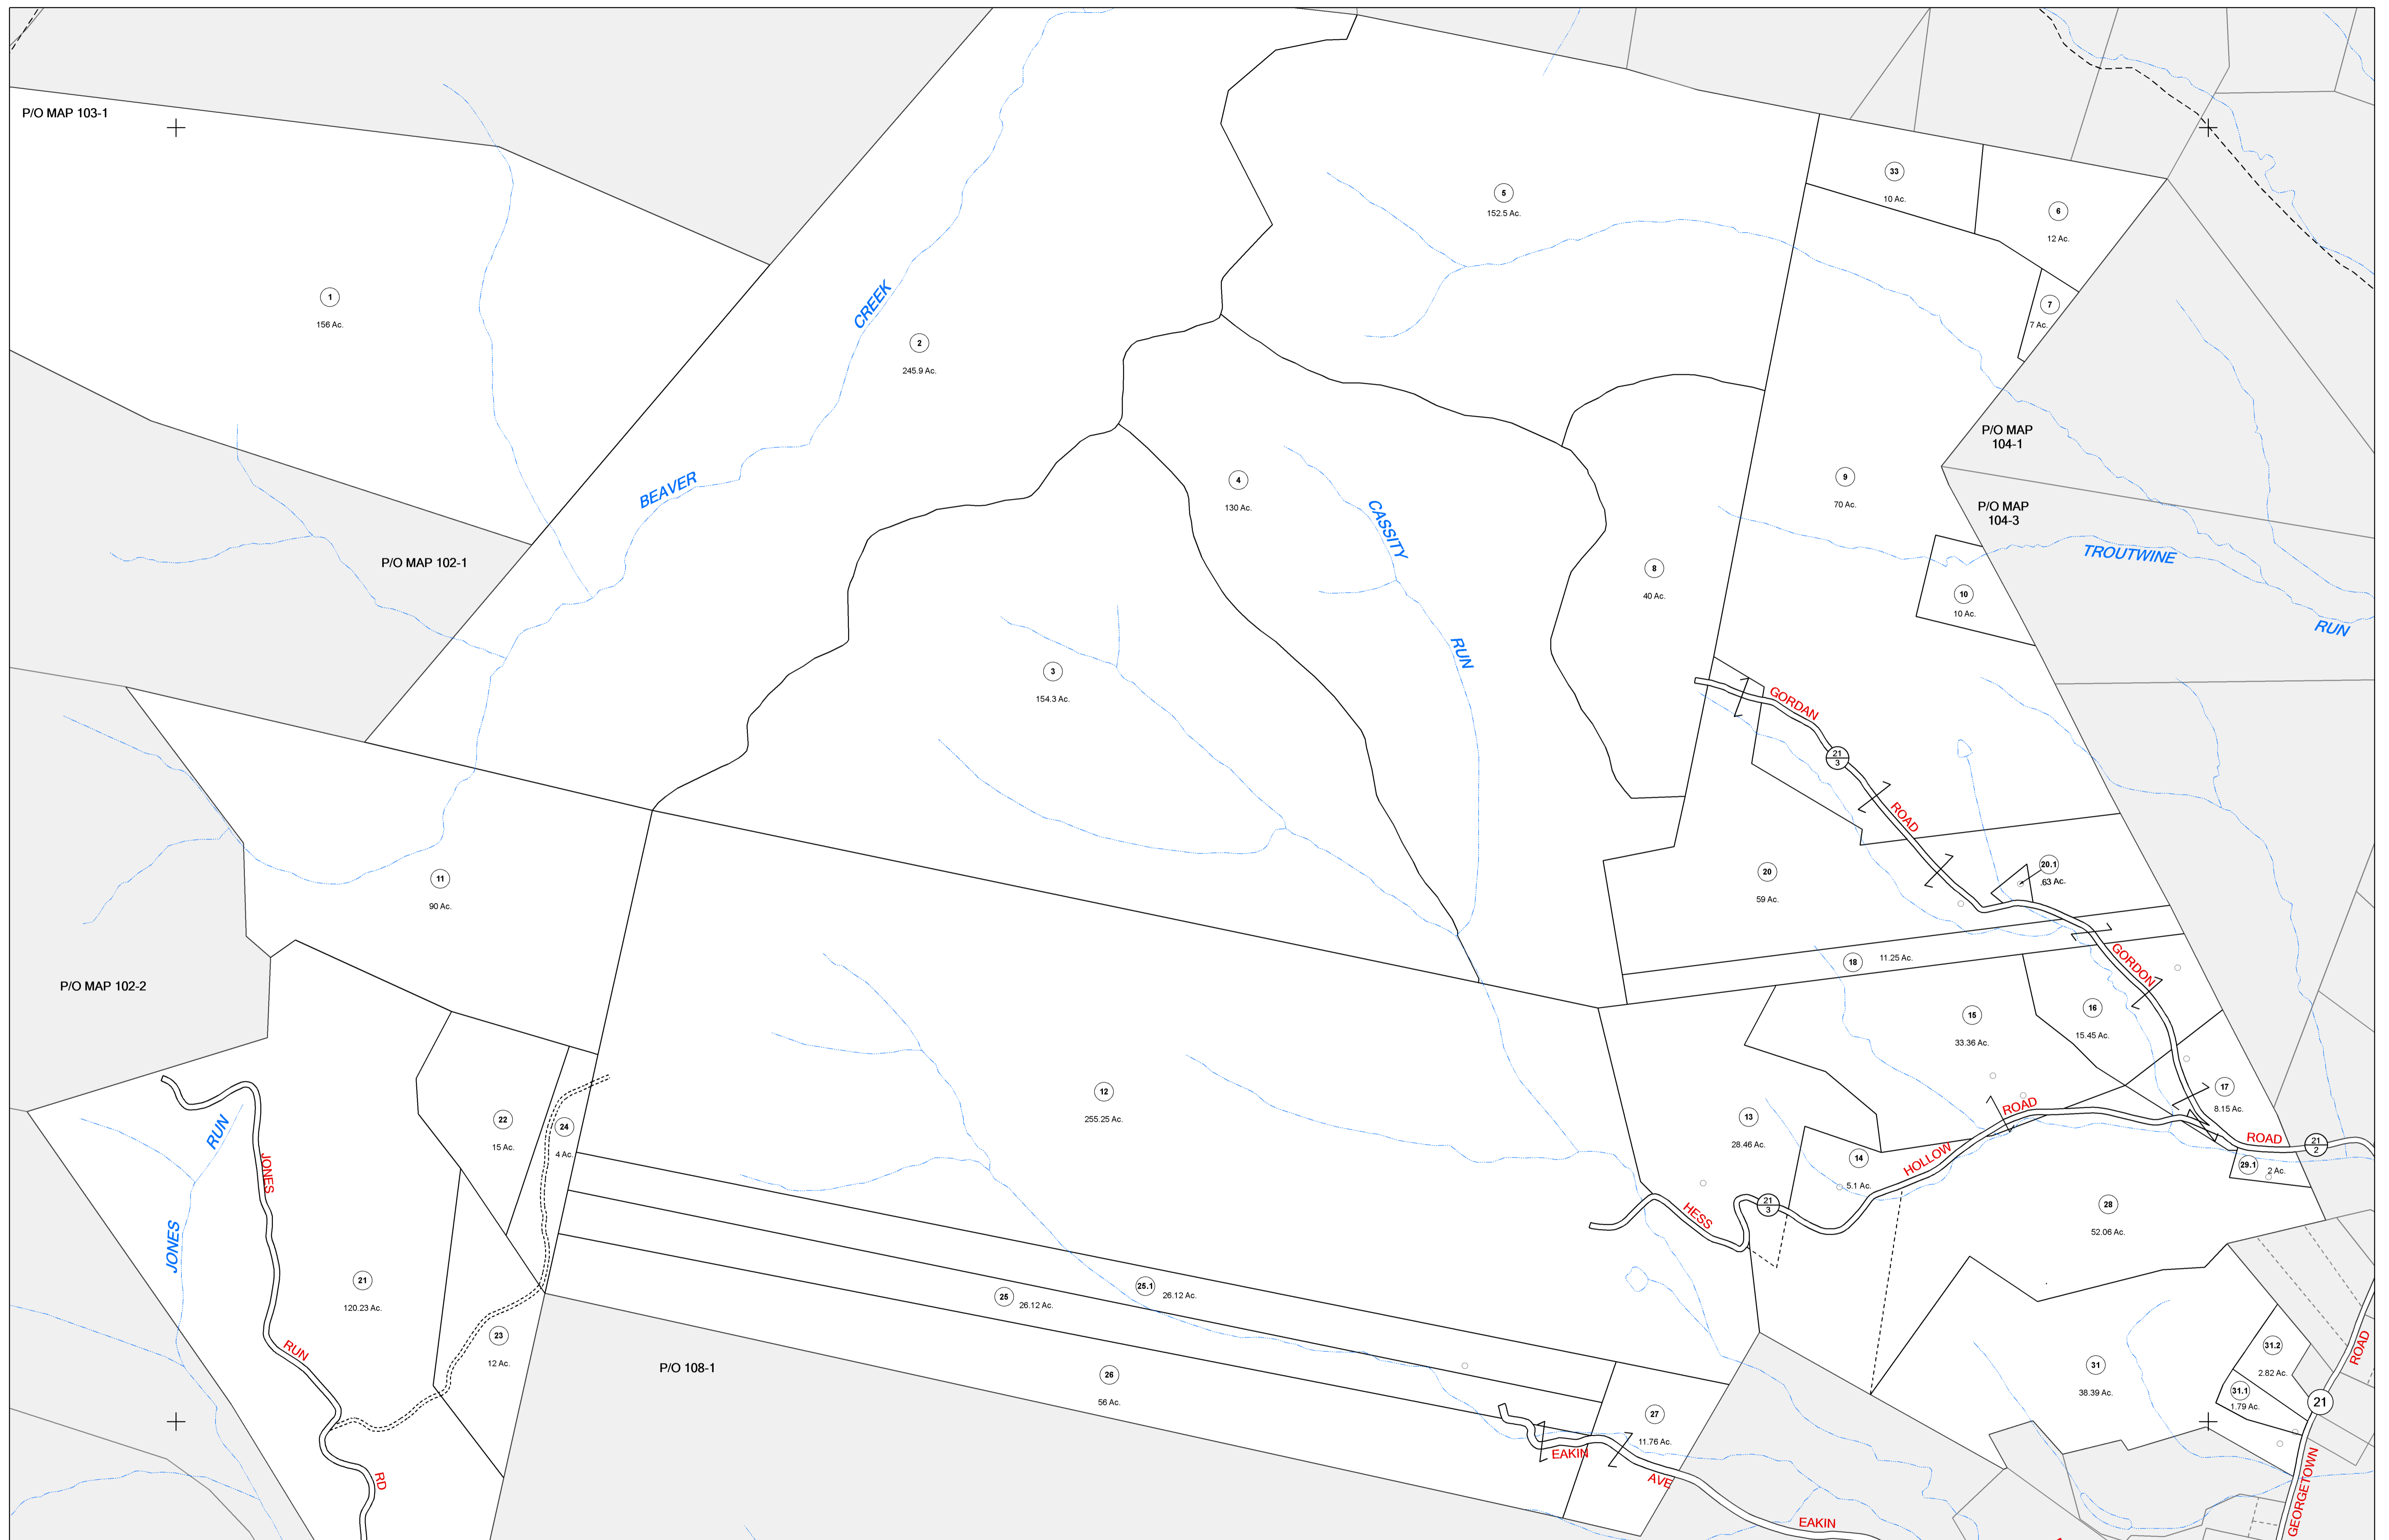 P/O MAP 103-1
1
156 Ac.
CREEK
2
245.9 Ac.
BEAVER
5
152.5 Ac.
33
10 Ac.
6
12 Ac.
7
7 Ac.
P/O MAP
104-1
P/O MAP
104-3
TROUTWINE
RUN
4
130 Ac.
CASSITY
RUN
9
70 Ac.
8
40 Ac.
10
10 Ac.
P/O MAP 102-1
3
154.3 Ac.
GORDAN
21
3
ROAD
11
90 Ac.
20
59 Ac.
20.1
.63 Ac.
18
11.25 Ac.
GORDON
P/O MAP 102-2
15
33.36 Ac.
16
15.45 Ac.
12
255.25 Ac.
22
15 Ac.
24
4 Ac.
13
28.46 Ac.
14
5.1 Ac.
ROAD
HOLLOW
HESS
21
3
17
8.15 Ac.
ROAD
21
2
29.1
2 Ac.
28
52.06 Ac.
RUN
JONES
JONES
21
120.23 Ac.
RUN
RD
23
12 Ac.
25
26.12 Ac.
25.1
26.12 Ac.
P/O 108-1
26
56 Ac.
27
11.76 Ac.
EAKIN
AVE
EAKIN
31
38.39 Ac.
31.2
2.82 Ac.
31.1
1.79 Ac.
ROAD
21
GEORGETOWN